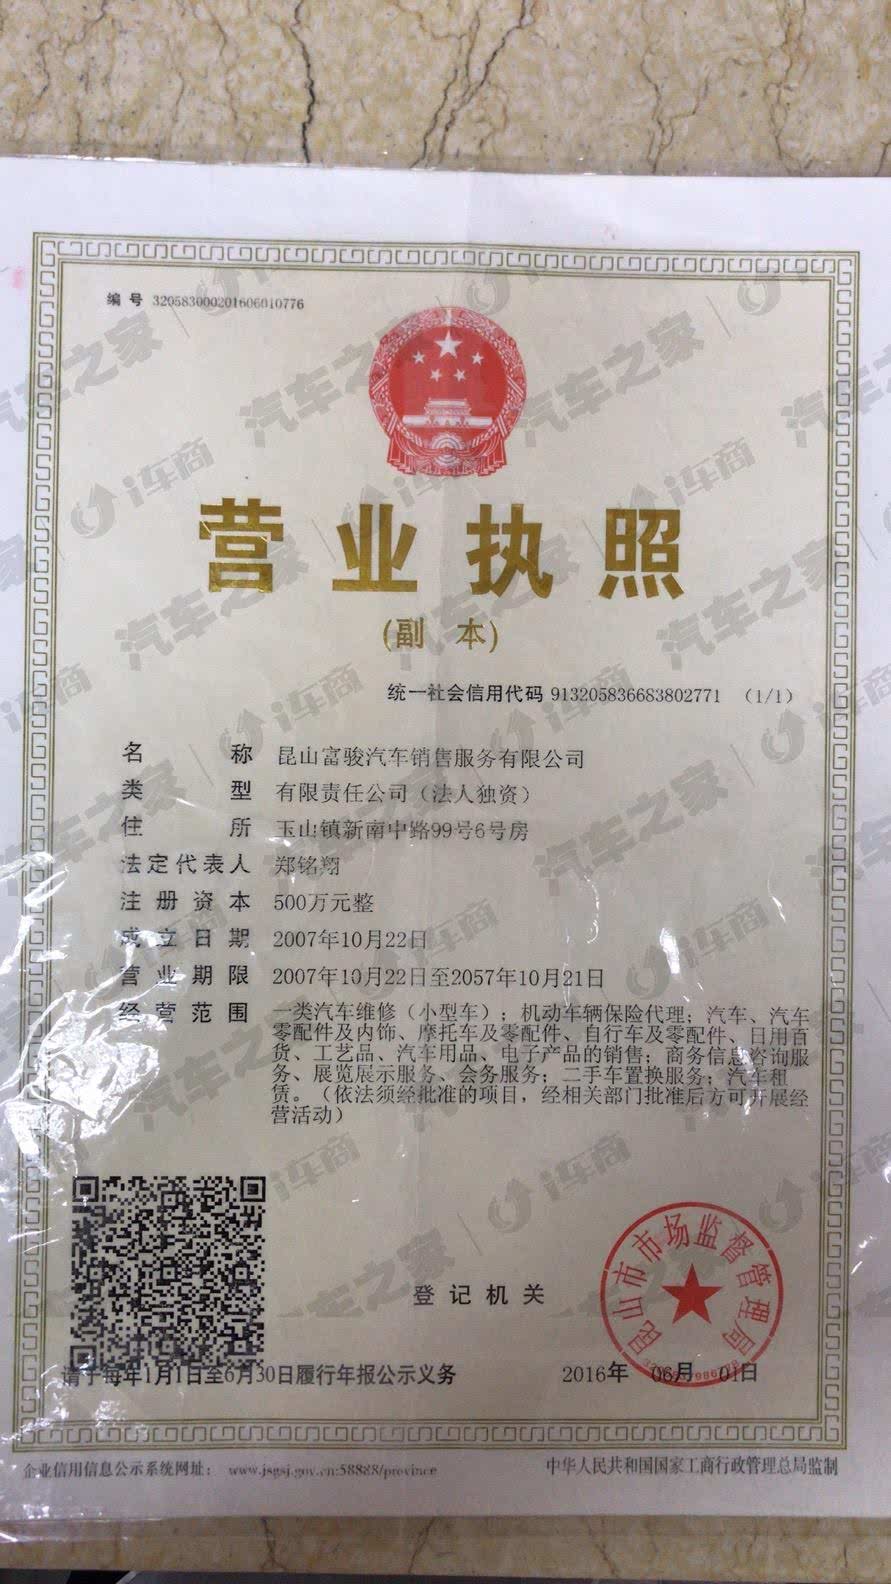 编号 320583000201606010776
营业执照
(副本)
统一社会信用代码 913205836683802771 （1/1）
名称 昆山富骏汽车销售服务有限公司
类型 有限责任公司（法人独资）
住所 玉山镇新南中路99号6号房
法定代表人 郑铭翔
注册资本 500万元整
成立日期 2007年10月22日
营业期限 2007年10月22日至2057年10月21日
经营范围 一类汽车维修（小型车）；机动车辆保险代理；汽车、汽车
零配件及内饰、摩托车及零配件、自行车及零配件、日用百
货、工艺品、汽车用品、电子产品的销售；商务信息咨询服
务、展览展示服务、会务服务；二手车置换服务；汽车租
赁。（依法须经批准的项目，经相关部门批准后方可开展经
营活动）
昆山市市场监督管理局
登记机关
请于每年1月1日至6月30日履行年报公示义务
2016年 06月 01日
企业信用信息公示系统网址： www.jsgsj.gov.cn:58888/province
中华人民共和国国家工商行政管理总局监制
汽车之家 i车商